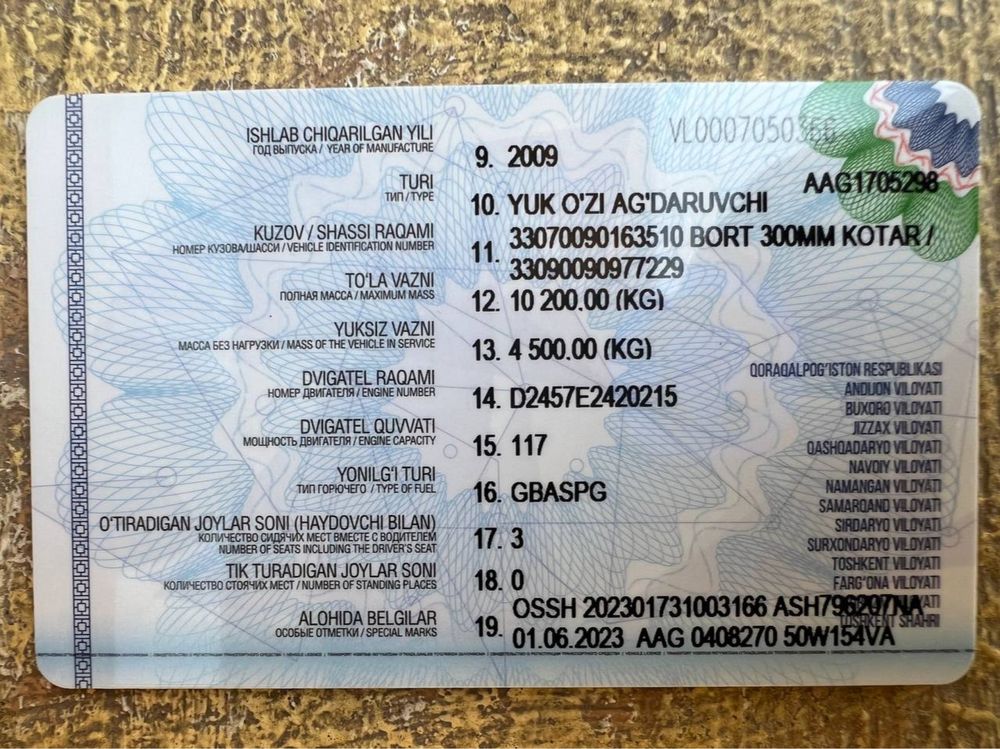 VL0007050366
ISHLAB CHIQARILGAN YILI
ГОД ВЫПУСКА / YEAR OF MANUFACTURE
9. 2009
AAG1705298
TURI
ТИП / TYPE
10. YUK O'ZI AG'DARUVCHI
KUZOV / SHASSI RAQAMI
НОМЕР КУЗОВА/ШАССИ / VEHICLE IDENTIFICATION NUMBER
11. 33070090163510 BORT 300MM KOTAR /
33090090977229
TO'LA VAZNI
ПОЛНАЯ МАССА / MAXIMUM MASS
12. 10 200.00 (KG)
YUKSIZ VAZNI
МАССА БЕЗ НАГРУЗКИ / MASS OF THE VEHICLE IN SERVICE
13. 4 500.00 (KG)
DVIGATEL RAQAMI
НОМЕР ДВИГАТЕЛЯ / ENGINE NUMBER
14. D2457E2420215
DVIGATEL QUVVATI
МОЩНОСТЬ ДВИГАТЕЛЯ / ENGINE CAPACITY
15. 117
YONILG'I TURI
ТИП ГОРЮЧЕГО / TYPE OF FUEL
16. GBASPG
O'TIRADIGAN JOYLAR SONI (HAYDOVCHI BILAN)
КОЛИЧЕСТВО СИДЯЧИХ МЕСТ ВМЕСТЕ С ВОДИТЕЛЕМ
NUMBER OF SEATS INCLUDING THE DRIVER'S SEAT
17. 3
TIK TURADIGAN JOYLAR SONI
КОЛИЧЕСТВО СТОЯЧИХ МЕСТ / NUMBER OF STANDING PLACES
18. 0
ALOHIDA BELGILAR
ОСОБЫЕ ОТМЕТКИ / SPECIAL MARKS
19. OSSH 202301731003166 ASH796207NA
01.06.2023 AAG 0408270 50W154VA
QORAQALPOG'ISTON RESPUBLIKASI
ANDIJON VILOYATI
BUXORO VILOYATI
JIZZAX VILOYATI
QASHQADARYO VILOYATI
NAVOIY VILOYATI
NAMANGAN VILOYATI
SAMARQAND VILOYATI
SIRDARYO VILOYATI
SURXONDARYO VILOYATI
TOSHKENT VILOYATI
FARG'ONA VILOYATI
TOSHKENT SHAHRI